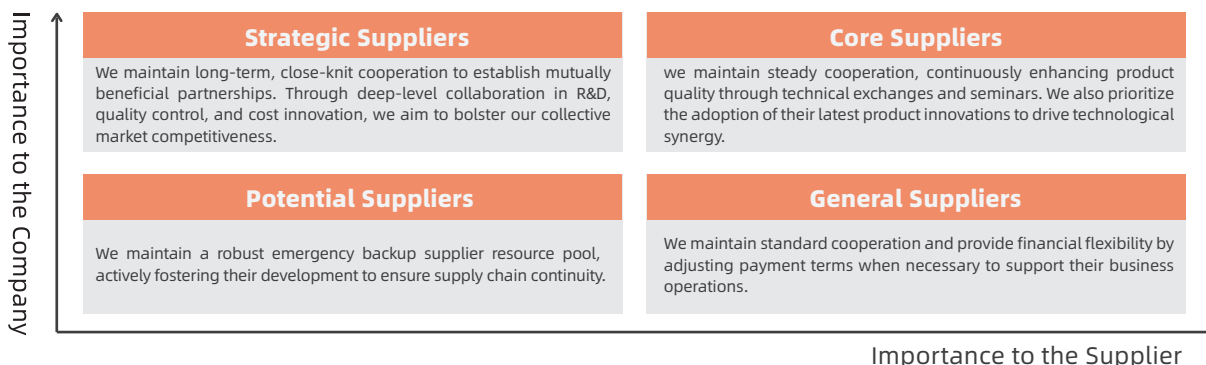 Importance to the Company
Strategic Suppliers
We maintain long-term, close-knit cooperation to establish mutually
beneficial partnerships. Through deep-level collaboration in R&D,
quality control, and cost innovation, we aim to bolster our collective
market competitiveness.
Core Suppliers
we maintain steady cooperation, continuously enhancing product
quality through technical exchanges and seminars. We also prioritize
the adoption of their latest product innovations to drive technological
synergy.
Potential Suppliers
We maintain a robust emergency backup supplier resource pool,
actively fostering their development to ensure supply chain continuity.
General Suppliers
We maintain standard cooperation and provide financial flexibility by
adjusting payment terms when necessary to support their business
operations.
Importance to the Supplier